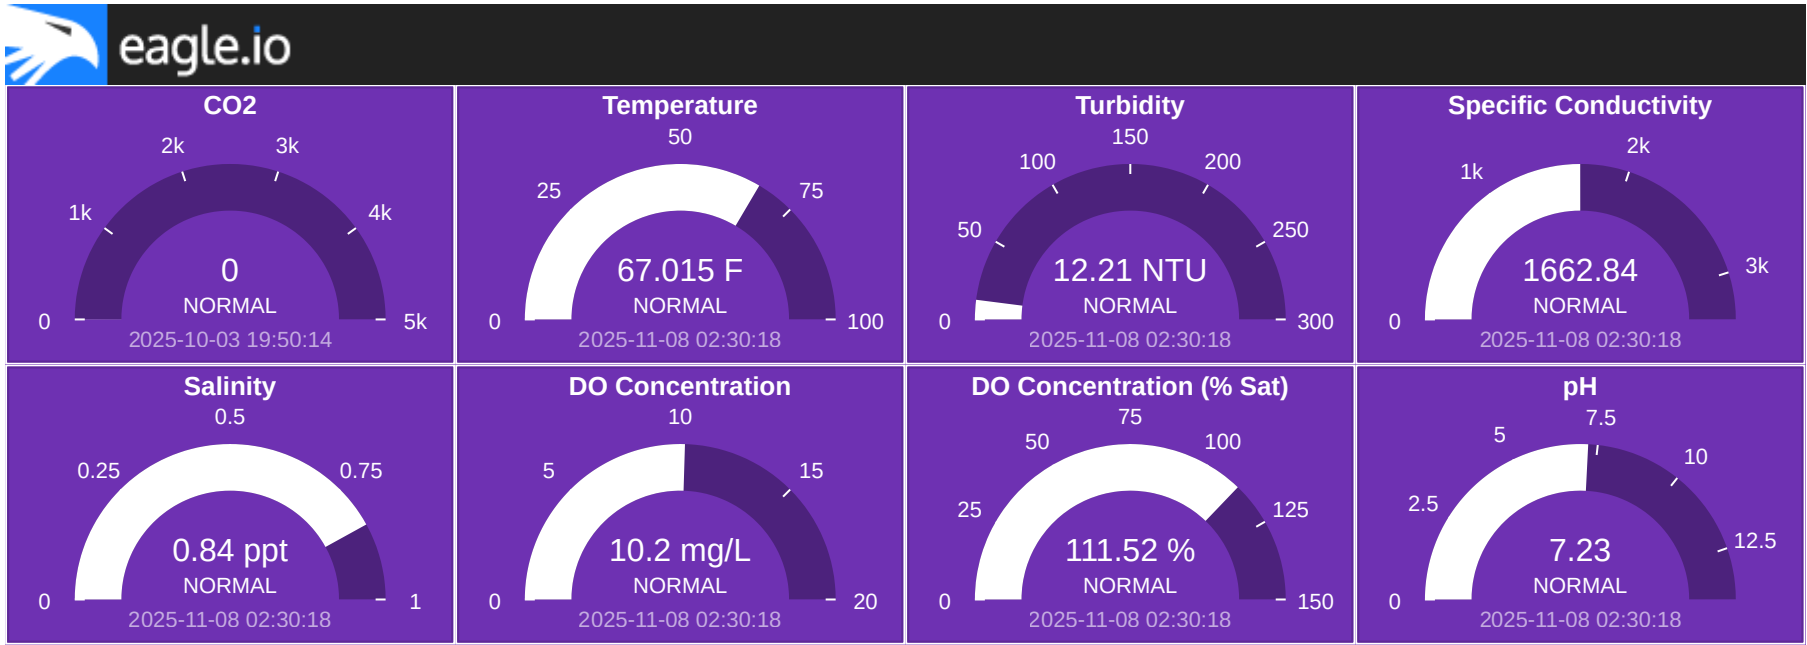 eagle.io
CO2
0
1k
2k
3k
4k
5k
0
NORMAL
2025-10-03 19:50:14
Temperature
0
25
50
75
100
67.015 F
NORMAL
2025-11-08 02:30:18
Turbidity
0
50
100
150
200
250
300
12.21 NTU
NORMAL
2025-11-08 02:30:18
Specific Conductivity
0
1k
2k
3k
1662.84
NORMAL
2025-11-08 02:30:18
Salinity
0
0.25
0.5
0.75
1
0.84 ppt
NORMAL
2025-11-08 02:30:18
DO Concentration
0
5
10
15
20
10.2 mg/L
NORMAL
2025-11-08 02:30:18
DO Concentration (% Sat)
0
25
50
75
100
125
150
111.52 %
NORMAL
2025-11-08 02:30:18
pH
0
2.5
5
7.5
10
12.5
7.23
NORMAL
2025-11-08 02:30:18